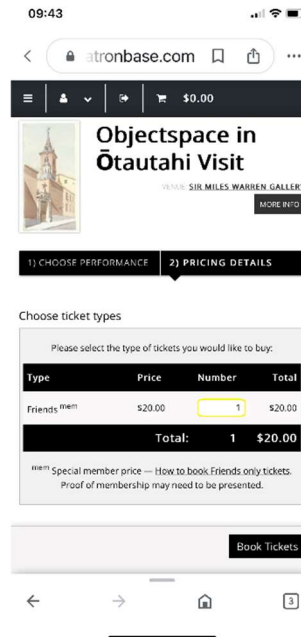 09:43
atronbase.com
$0.00
Objectspace in
Ōtautahi Visit
VENUE: SIR MILES WARREN GALLERY
MORE INFO
1) CHOOSE PERFORMANCE 2) PRICING DETAILS
Choose ticket types
Please select the type of tickets you would like to buy:
Type Price Number Total
Friends mem $20.00 1 $20.00
Total: 1 $20.00
mem Special member price — How to book Friends only tickets.
Proof of membership may need to be presented.
Book Tickets
3